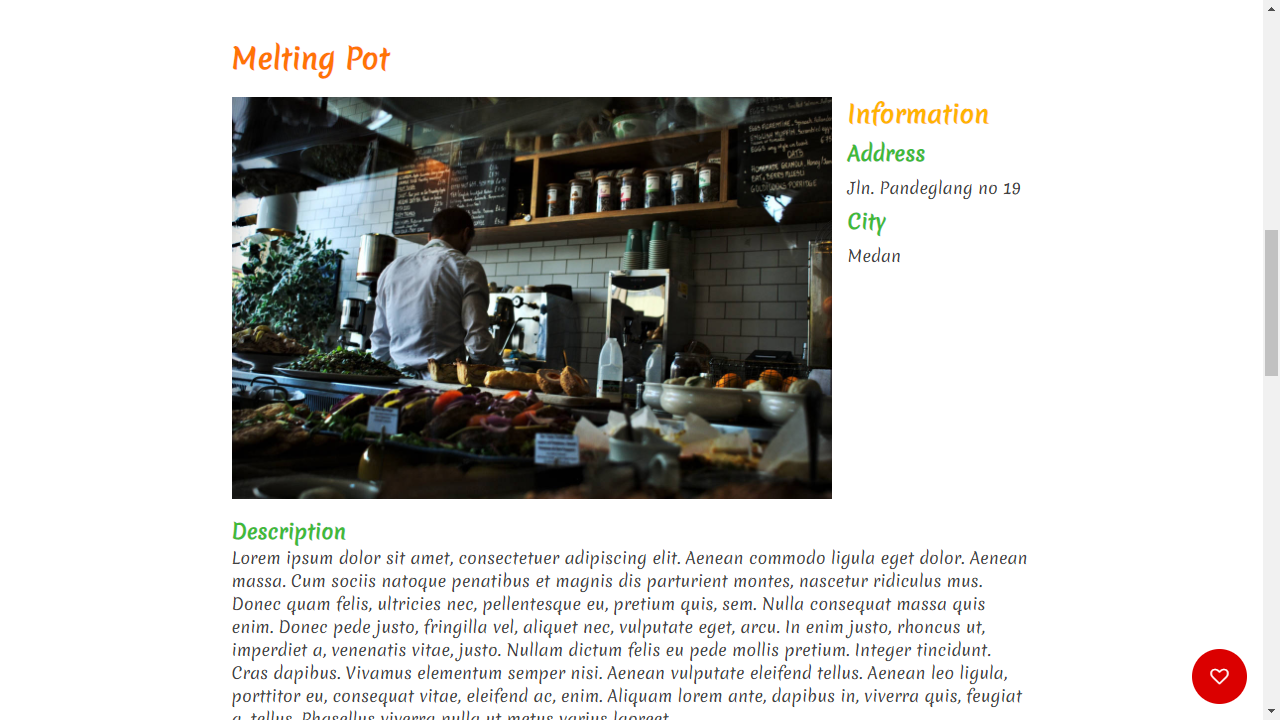 Melting Pot
Information
Address
Jln. Pandeglang no 19
City
Medan
Description
Lorem ipsum dolor sit amet, consectetuer adipiscing elit. Aenean commodo ligula eget dolor. Aenean
massa. Cum sociis natoque penatibus et magnis dis parturient montes, nascetur ridiculus mus.
Donec quam felis, ultricies nec, pellentesque eu, pretium quis, sem. Nulla consequat massa quis
enim. Donec pede justo, fringilla vel, aliquet nec, vulputate eget, arcu. In enim justo, rhoncus ut,
imperdiet a, venenatis vitae, justo. Nullam dictum felis eu pede mollis pretium. Integer tincidunt.
Cras dapibus. Vivamus elementum semper nisi. Aenean vulputate eleifend tellus. Aenean leo ligula,
porttitor eu, consequat vitae, eleifend ac, enim. Aliquam lorem ante, dapibus in, viverra quis, feugiat
a, tellus. Phasellus viverra nulla ut metus varius laoreet.